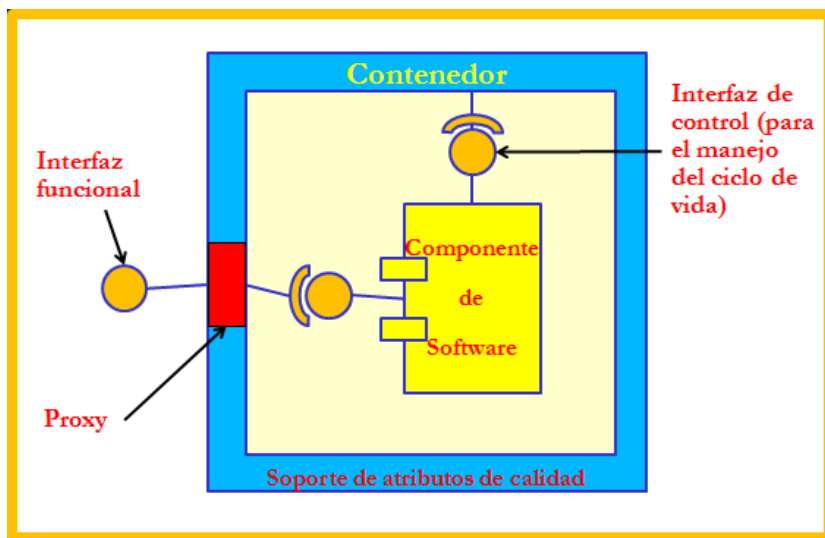 Contenedor
Interfaz de
control (para
el manejo
del ciclo de
vida)
Interfaz
funcional
Componente
de
Software
Proxy
Soporte de atributos de calidad